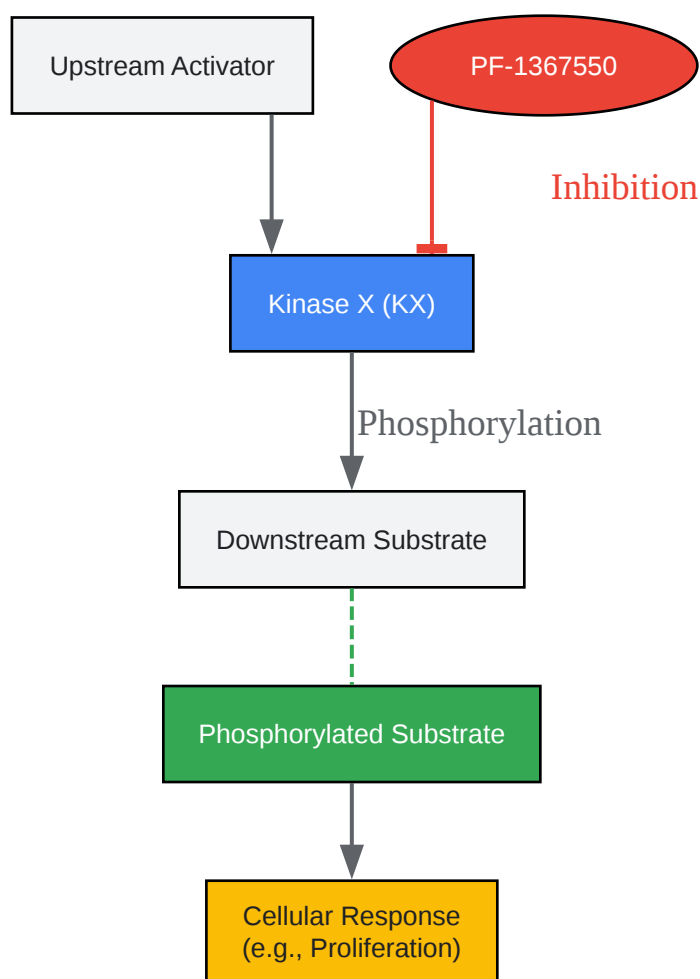 Upstream Activator
PF-1367550
Inhibition
Kinase X (KX)
Phosphorylation
Downstream Substrate
Phosphorylated Substrate
Cellular Response
(e.g., Proliferation)